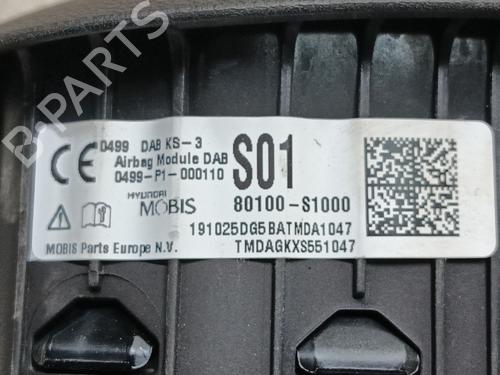 B-PARTS
0499 DAB KS-3
Airbag Module DAB
0499-P1-000110
S01
CE
HYUNDAI
MOBIS
80100-S1000
191025DG5BATMDA1047
MOBIS Parts Europe N.V.
TMDAGKXS551047